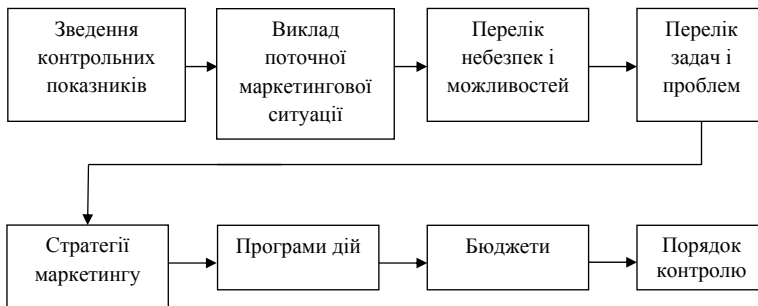 Зведення
контрольних
показників
Виклад
поточної
маркетингової
ситуації
Перелік
небезпек і
можливостей
Перелік
задач і
проблем
Стратегії
маркетингу
Програми дій
Бюджети
Порядок
контролю